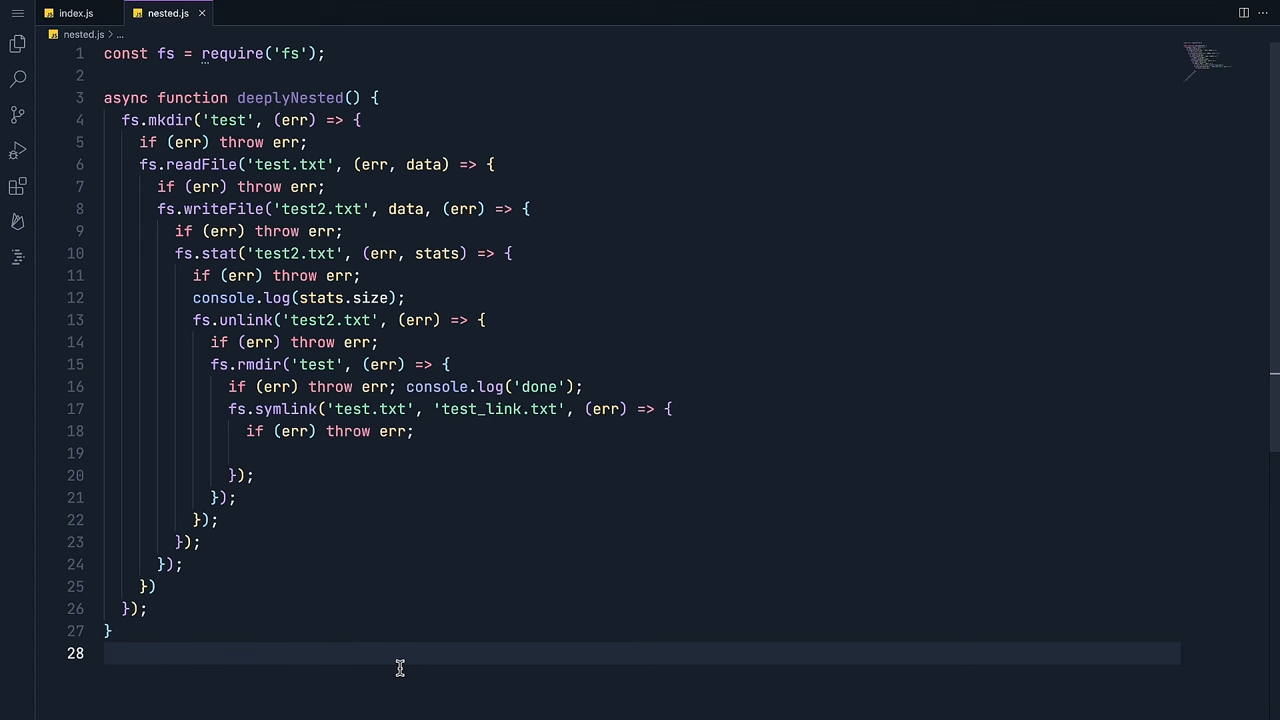 index.js
nested.js
nested.js > ...
1 const fs = require('fs');
2
3 async function deeplyNested() {
4 fs.mkdir('test', (err) => {
5 if (err) throw err;
6 fs.readFile('test.txt', (err, data) => {
7 if (err) throw err;
8 fs.writeFile('test2.txt', data, (err) => {
9 if (err) throw err;
10 fs.stat('test2.txt', (err, stats) => {
11 if (err) throw err;
12 console.log(stats.size);
13 fs.unlink('test2.txt', (err) => {
14 if (err) throw err;
15 fs.rmdir('test', (err) => {
16 if (err) throw err; console.log('done');
17 fs.symlink('test.txt', 'test_link.txt', (err) => {
18 if (err) throw err;
19
20 });
21 });
22 });
23 });
24 });
25 })
26 });
27 }
28